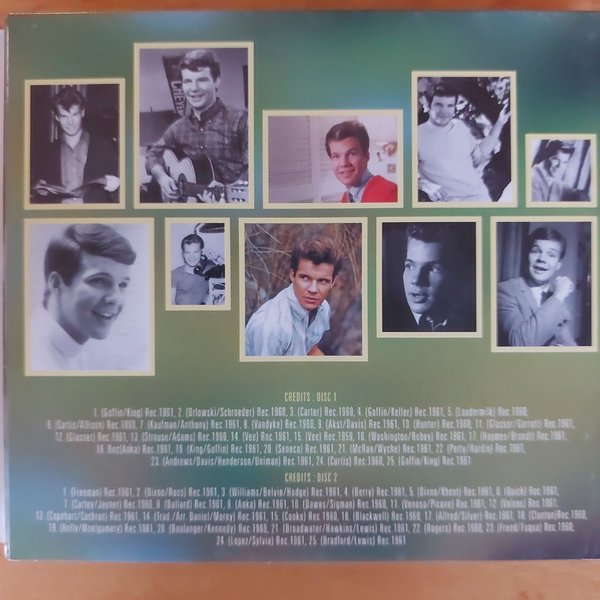 CREDITS : DISC 1
1. (Goffin/King) Rec.1961, 2. (Orlowski/Schroeder) Rec.1960, 3. (Carter) Rec.1960, 4. (Goffin/Keller) Rec.1961, 5. (Loudermilk) Rec.1960,
6. (Curtis/Allison) Rec.1960, 7. (Kaufman/Anthony) Rec.1961, 8. (Vandyke) Rec.1960, 9. (Akst/Davis) Rec.1961, 10. (Hunter) Rec.1961, 11. (Glasser/Garrett) Rec.1961,
12. (Glasser) Rec.1961, 13. (Strouse/Adams) Rec.1960, 14. (Vee) Rec.1961, 15. (Vee) Rec.1959, 16. (Washington/Robey) Rec.1961, 17. (Haymes/Brandt) Rec.1961,
18. Rec(Anka) Rec.1961, 19. (King/Goffin) Rec.1961, 20. (Seneca) Rec.1961, 21. (McRae/Wyche) Rec.1961, 22. (Petty/Hardin) Rec.1961,
23. (Andrews/Davis/Henderson/Doiman) Rec.1961, 24. (Curtis) Rec.1960, 25. (Goffin/King) Rec.1961
CREDITS : DISC 2
1. (Freeman) Rec.1961, 2. (Dixon/Ross) Rec.1961, 3. (Williams/Belvin/Hodge) Rec.1961, 4. (Berry) Rec.1961, 5. (Dixon/Khent) Rec.1961, 6. (Quick) Rec.1961,
7. (Carley/Joyner) Rec.1960, 8. (Ballard) Rec.1961, 9. (Anka) Rec.1961, 10. (Dawes/Sigman) Rec.1960, 11. (Venosa/Picone) Rec.1961, 12. (Valens) Rec.1961,
13. (Capehart/Cochran) Rec.1961, 14. (Trad./Arr. Daniel/Morey) Rec.1961, 15. (Cooke) Rec.1960, 16. (Blackwell) Rec.1960, 17. (Alfred/Silver) Rec.1961, 18. (Clanton)Rec.1960,
19. (Holly/Montgomery) Rec.1961, 20. (Boulanger/Kennedy) Rec.1960, 21. (Broadwater/Hawkins/Lewis) Rec.1961, 22. (Rogers) Rec.1960, 23. (Freed/Fuqua) Rec.1960,
24. (Lopez/Sylvia) Rec.1961, 25. (Bradford/Lewis) Rec.1961